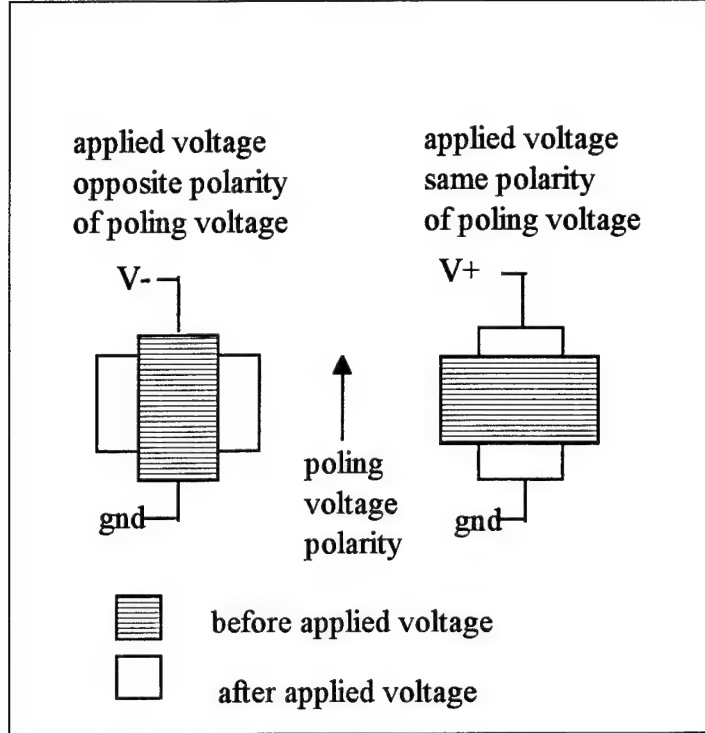 applied voltage
opposite polarity
of poling voltage
V-
gnd
applied voltage
same polarity
of poling voltage
V+
gnd
poling
voltage
polarity
before applied voltage
after applied voltage